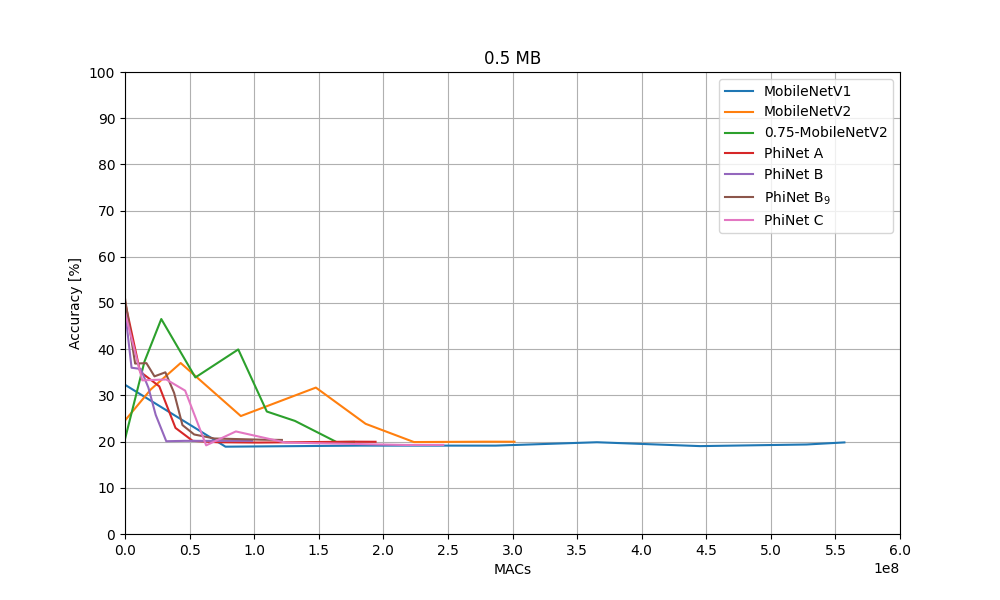 0.5 MB
100
90
80
70
60
50
40
30
20
10
0
Accuracy [%]
MobileNetV1
MobileNetV2
0.75-MobileNetV2
PhiNet A
PhiNet B
PhiNet B₉
PhiNet C
0.0 0.5 1.0 1.5 2.0 2.5 3.0 3.5 4.0 4.5 5.0 5.5 6.0
MACs
1e8